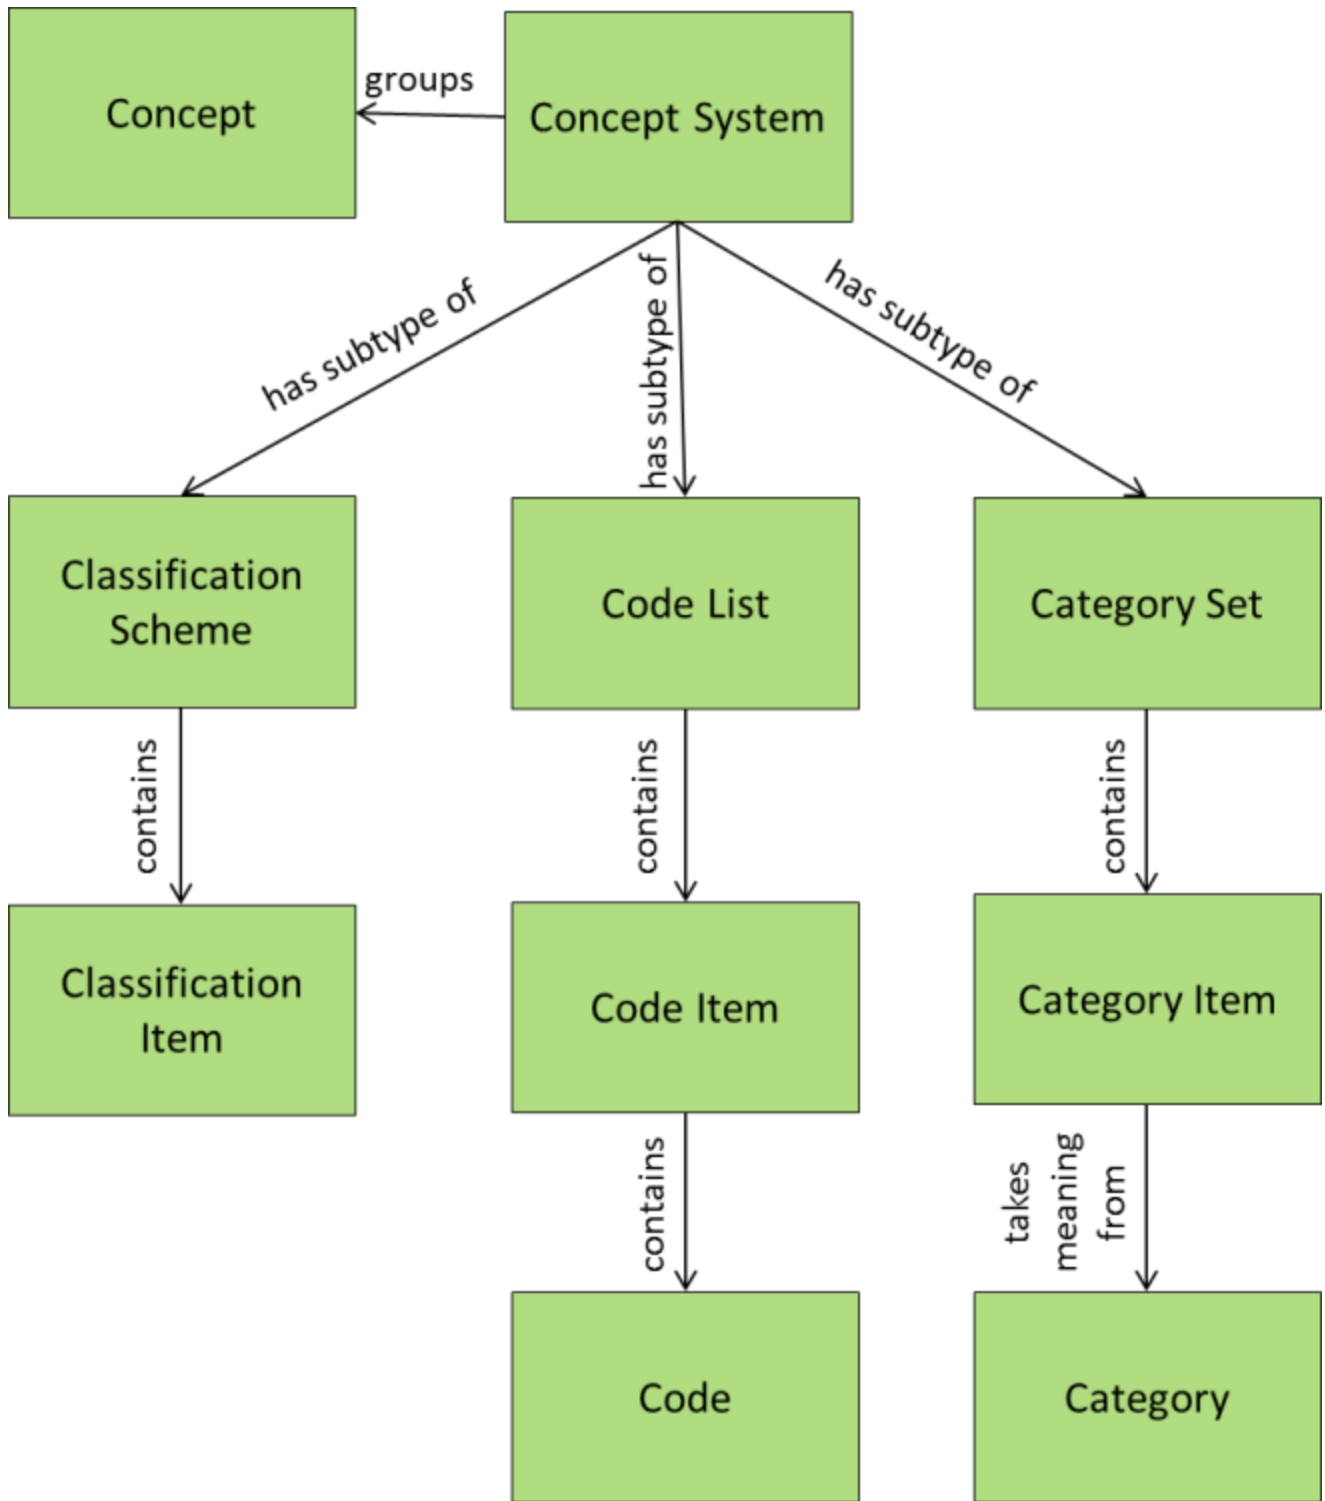 Concept
groups
Concept System
has subtype of
has subtype of
has subtype of
Classification
Scheme
Code List
Category Set
contains
contains
contains
Classification
Item
Code Item
Category Item
contains
takes
meaning
from
Code
Category